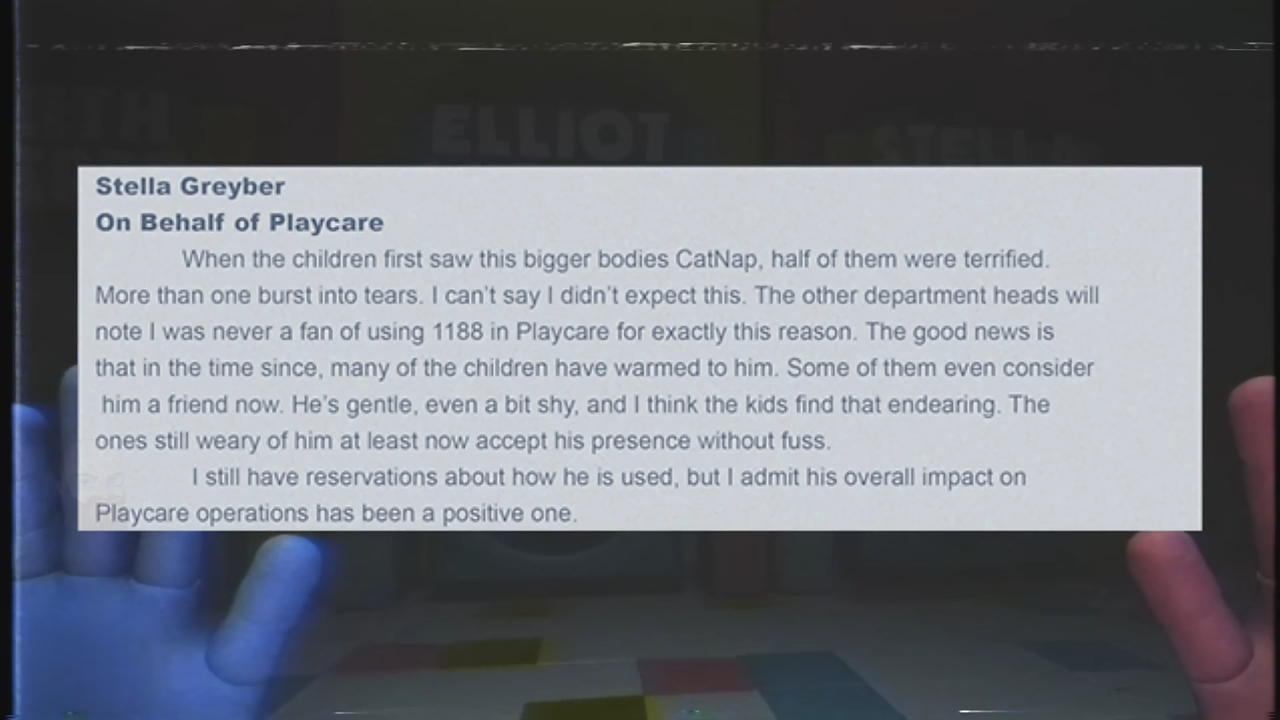 ELLIOT
Stella Greyber
On Behalf of Playcare
When the children first saw this bigger bodies CatNap, half of them were terrified.
More than one burst into tears. I can't say I didn't expect this. The other department heads will
note I was never a fan of using 1188 in Playcare for exactly this reason. The good news is
that in the time since, many of the children have warmed to him. Some of them even consider
him a friend now. He's gentle, even a bit shy, and I think the kids find that endearing. The
ones still weary of him at least now accept his presence without fuss.
I still have reservations about how he is used, but I admit his overall impact on
Playcare operations has been a positive one.